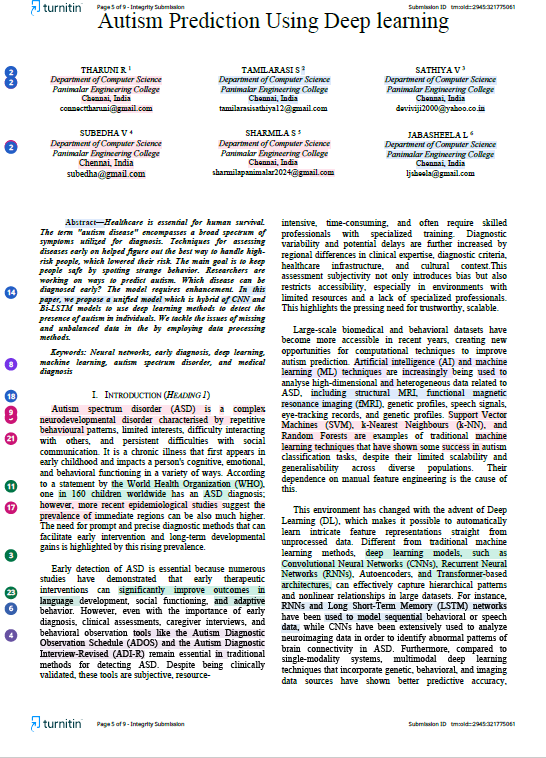 turnitin Page 5 of 9 - Integrity Submission Submission ID trn:oid:::2945:321775061
Autism Prediction Using Deep learning
2
2
THARUNI R 1
Department of Computer Science
Panimalar Engineering College
Chennai, India
connecttharuni@gmail.com
TAMILARASI S 2
Department of Computer Science
Panimalar Engineering College
Chennai, India
tamilarasisathiya12@gmail.com
SATHIYA V 3
Department of Computer Science
Panimalar Engineering College
Chennai, India
deviviji2000@yahoo.co.in
2
SUBEDHA V 4
Department of Computer Science
Panimalar Engineering College
Chennai, India
subedha@gmail.com
SHARMILA S 5
Department of Computer Science
Panimalar Engineering College
Chennai, India
sharmilapanimalar2024@gmail.com
JABASHEELA L 6
Department of Computer Science
Panimalar Engineering College
Chennai, India
ljsheela@gmail.com
Abstract—Healthcare is essential for human survival.
The term "autism disease" encompasses a broad spectrum of
symptoms utilized for diagnosis. Techniques for assessing
diseases early on helped figure out the best way to handle high-
risk people, which lowered their risk. The main goal is to keep
people safe by spotting strange behavior. Researchers are
working on ways to predict autism. Which disease can be
diagnosed early? The model requires enhancement. In this
14
paper, we propose a unified model which is hybrid of CNN and
Bi-LSTM models to use deep learning methods to detect the
presence of autism in individuals. We tackle the issues of missing
and unbalanced data in the by employing data processing
methods.
Keywords: Neural networks, early diagnosis, deep learning,
8
machine learning, autism spectrum disorder, and medical
diagnosis
18
I. INTRODUCTION (HEADING 1)
9
Autism spectrum disorder (ASD) is a complex
neurodevelopmental disorder characterised by repetitive
behavioural patterns, limited interests, difficulty interacting
21
with others, and persistent difficulties with social
communication. It is a chronic illness that first appears in
early childhood and impacts a person's cognitive, emotional,
and behavioral functioning in a variety of ways. According
11
to a statement by the World Health Organization (WHO),
one in 160 children worldwide has an ASD diagnosis;
17
however, more recent epidemiological studies suggest the
prevalence of immediate regions can be also much higher.
The need for prompt and precise diagnostic methods that can
facilitate early intervention and long-term developmental
gains is highlighted by this rising prevalence.
3
Early detection of ASD is essential because numerous
studies have demonstrated that early therapeutic
23
interventions can significantly improve outcomes in
language development, social functioning, and adaptive
6
behavior. However, even with the importance of early
diagnosis, clinical assessments, caregiver interviews, and
4
behavioral observation tools like the Autism Diagnostic
Observation Schedule (ADOS) and the Autism Diagnostic
Interview-Revised (ADI-R) remain essential in traditional
methods for detecting ASD. Despite being clinically
validated, these tools are subjective, resource-
intensive, time-consuming, and often require skilled
professionals with specialized training. Diagnostic
variability and potential delays are further increased by
regional differences in clinical expertise, diagnostic criteria,
healthcare infrastructure, and cultural context.This
assessment subjectivity not only introduces bias but also
restricts accessibility, especially in environments with
limited resources and a lack of specialized professionals.
This highlights the pressing need for trustworthy, scalable.
Large-scale biomedical and behavioral datasets have
become more accessible in recent years, creating new
opportunities for computational techniques to improve
autism prediction. Artificial intelligence (AI) and machine
learning (ML) techniques are increasingly being used to
analyse high-dimensional and heterogeneous data related to
ASD, including structural MRI, functional magnetic
resonance imaging (fMRI), genetic profiles, speech signals,
eye-tracking records, and genetic profiles. Support Vector
Machines (SVM), k-Nearest Neighbours (k-NN), and
Random Forests are examples of traditional machine
learning techniques that have shown some success in autism
classification tasks, despite their limited scalability and
generalisability across diverse populations. Their
dependence on manual feature engineering is the cause of
this.
This environment has changed with the advent of Deep
Learning (DL), which makes it possible to automatically
learn intricate feature representations straight from
unprocessed data. Different from traditional machine
learning methods, deep learning models, such as
Convolutional Neural Networks (CNNs), Recurrent Neural
Networks (RNNs), Autoencoders, and Transformer-based
architectures, can effectively capture hierarchical patterns
and nonlinear relationships in large datasets. For instance,
RNNs and Long Short-Term Memory (LSTM) networks
have been used to model sequential behavioral or speech
data, while CNNs have been extensively used to analyze
neuroimaging data in order to identify abnormal patterns of
brain connectivity in ASD. Furthermore, compared to
single-modality systems, multimodal deep learning
techniques that incorporate genetic, behavioral, and imaging
data sources have shown better predictive accuracy,
turnitin Page 5 of 9 - Integrity Submission Submission ID trn:oid:::2945:321775061